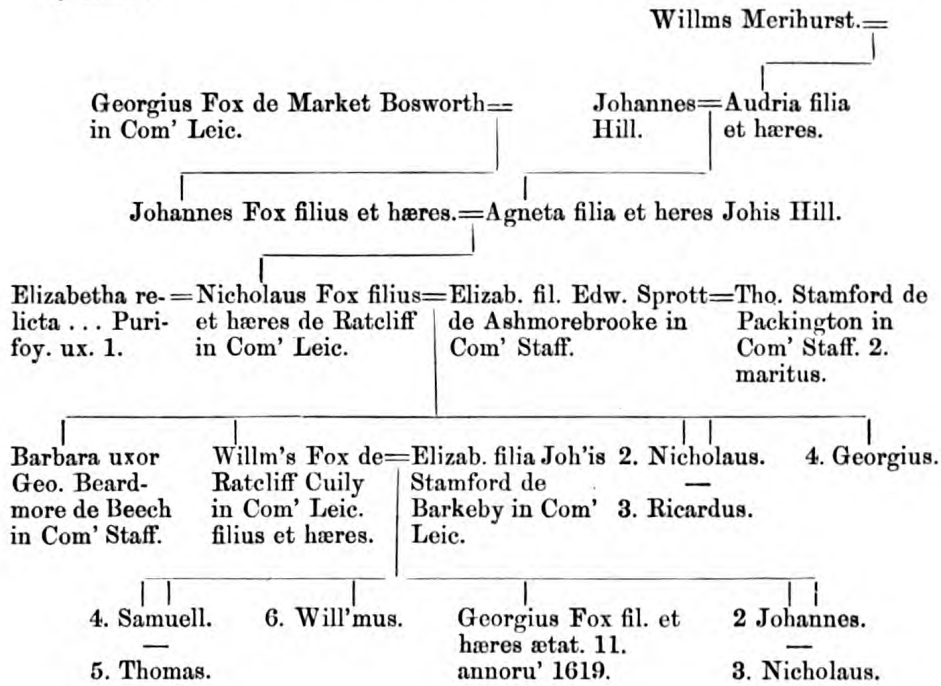 Willms Merihurst.=
Georgius Fox de Market Bosworth=
in Com' Leic.
Johannes=Audria filia
Hill. et hæres.
Johannes Fox filius et hæres.=Agneta filia et heres Johis Hill.
Elizabetha re-=Nicholaus Fox filius=Elizab. fil. Edw. Sprott=Tho. Stamford de
licta . . . Puri- et hæres de Ratcliff de Ashmorebrooke in Packington in
foy. ux. 1. in Com' Leic. Com' Staff. Com' Staff. 2.
maritus.
Barbara uxor Willm's Fox de=Elizab. filia Joh'is 2. Nicholaus. 4. Georgius.
Geo. Beard- Ratcliff Cuily Stamford de —
more de Beech in Com' Leic. Barkeby in Com' 3. Ricardus.
in Com' Staff. filius et hæres. Leic.
4. Samuell. 6. Will'mus. Georgius Fox fil. et 2 Johannes.
— hæres ætat. 11. —
5. Thomas. annoru' 1619. 3. Nicholaus.